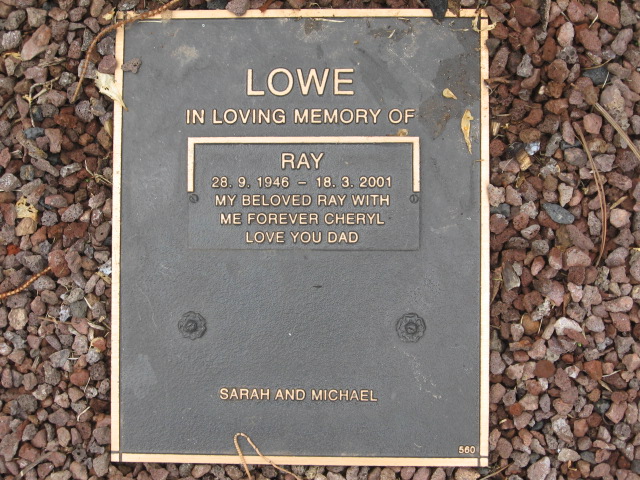 LOWE
IN LOVING MEMORY OF
RAY
28. 9. 1946 – 18. 3. 2001
MY BELOVED RAY WITH
ME FOREVER CHERYL
LOVE YOU DAD
SARAH AND MICHAEL
560